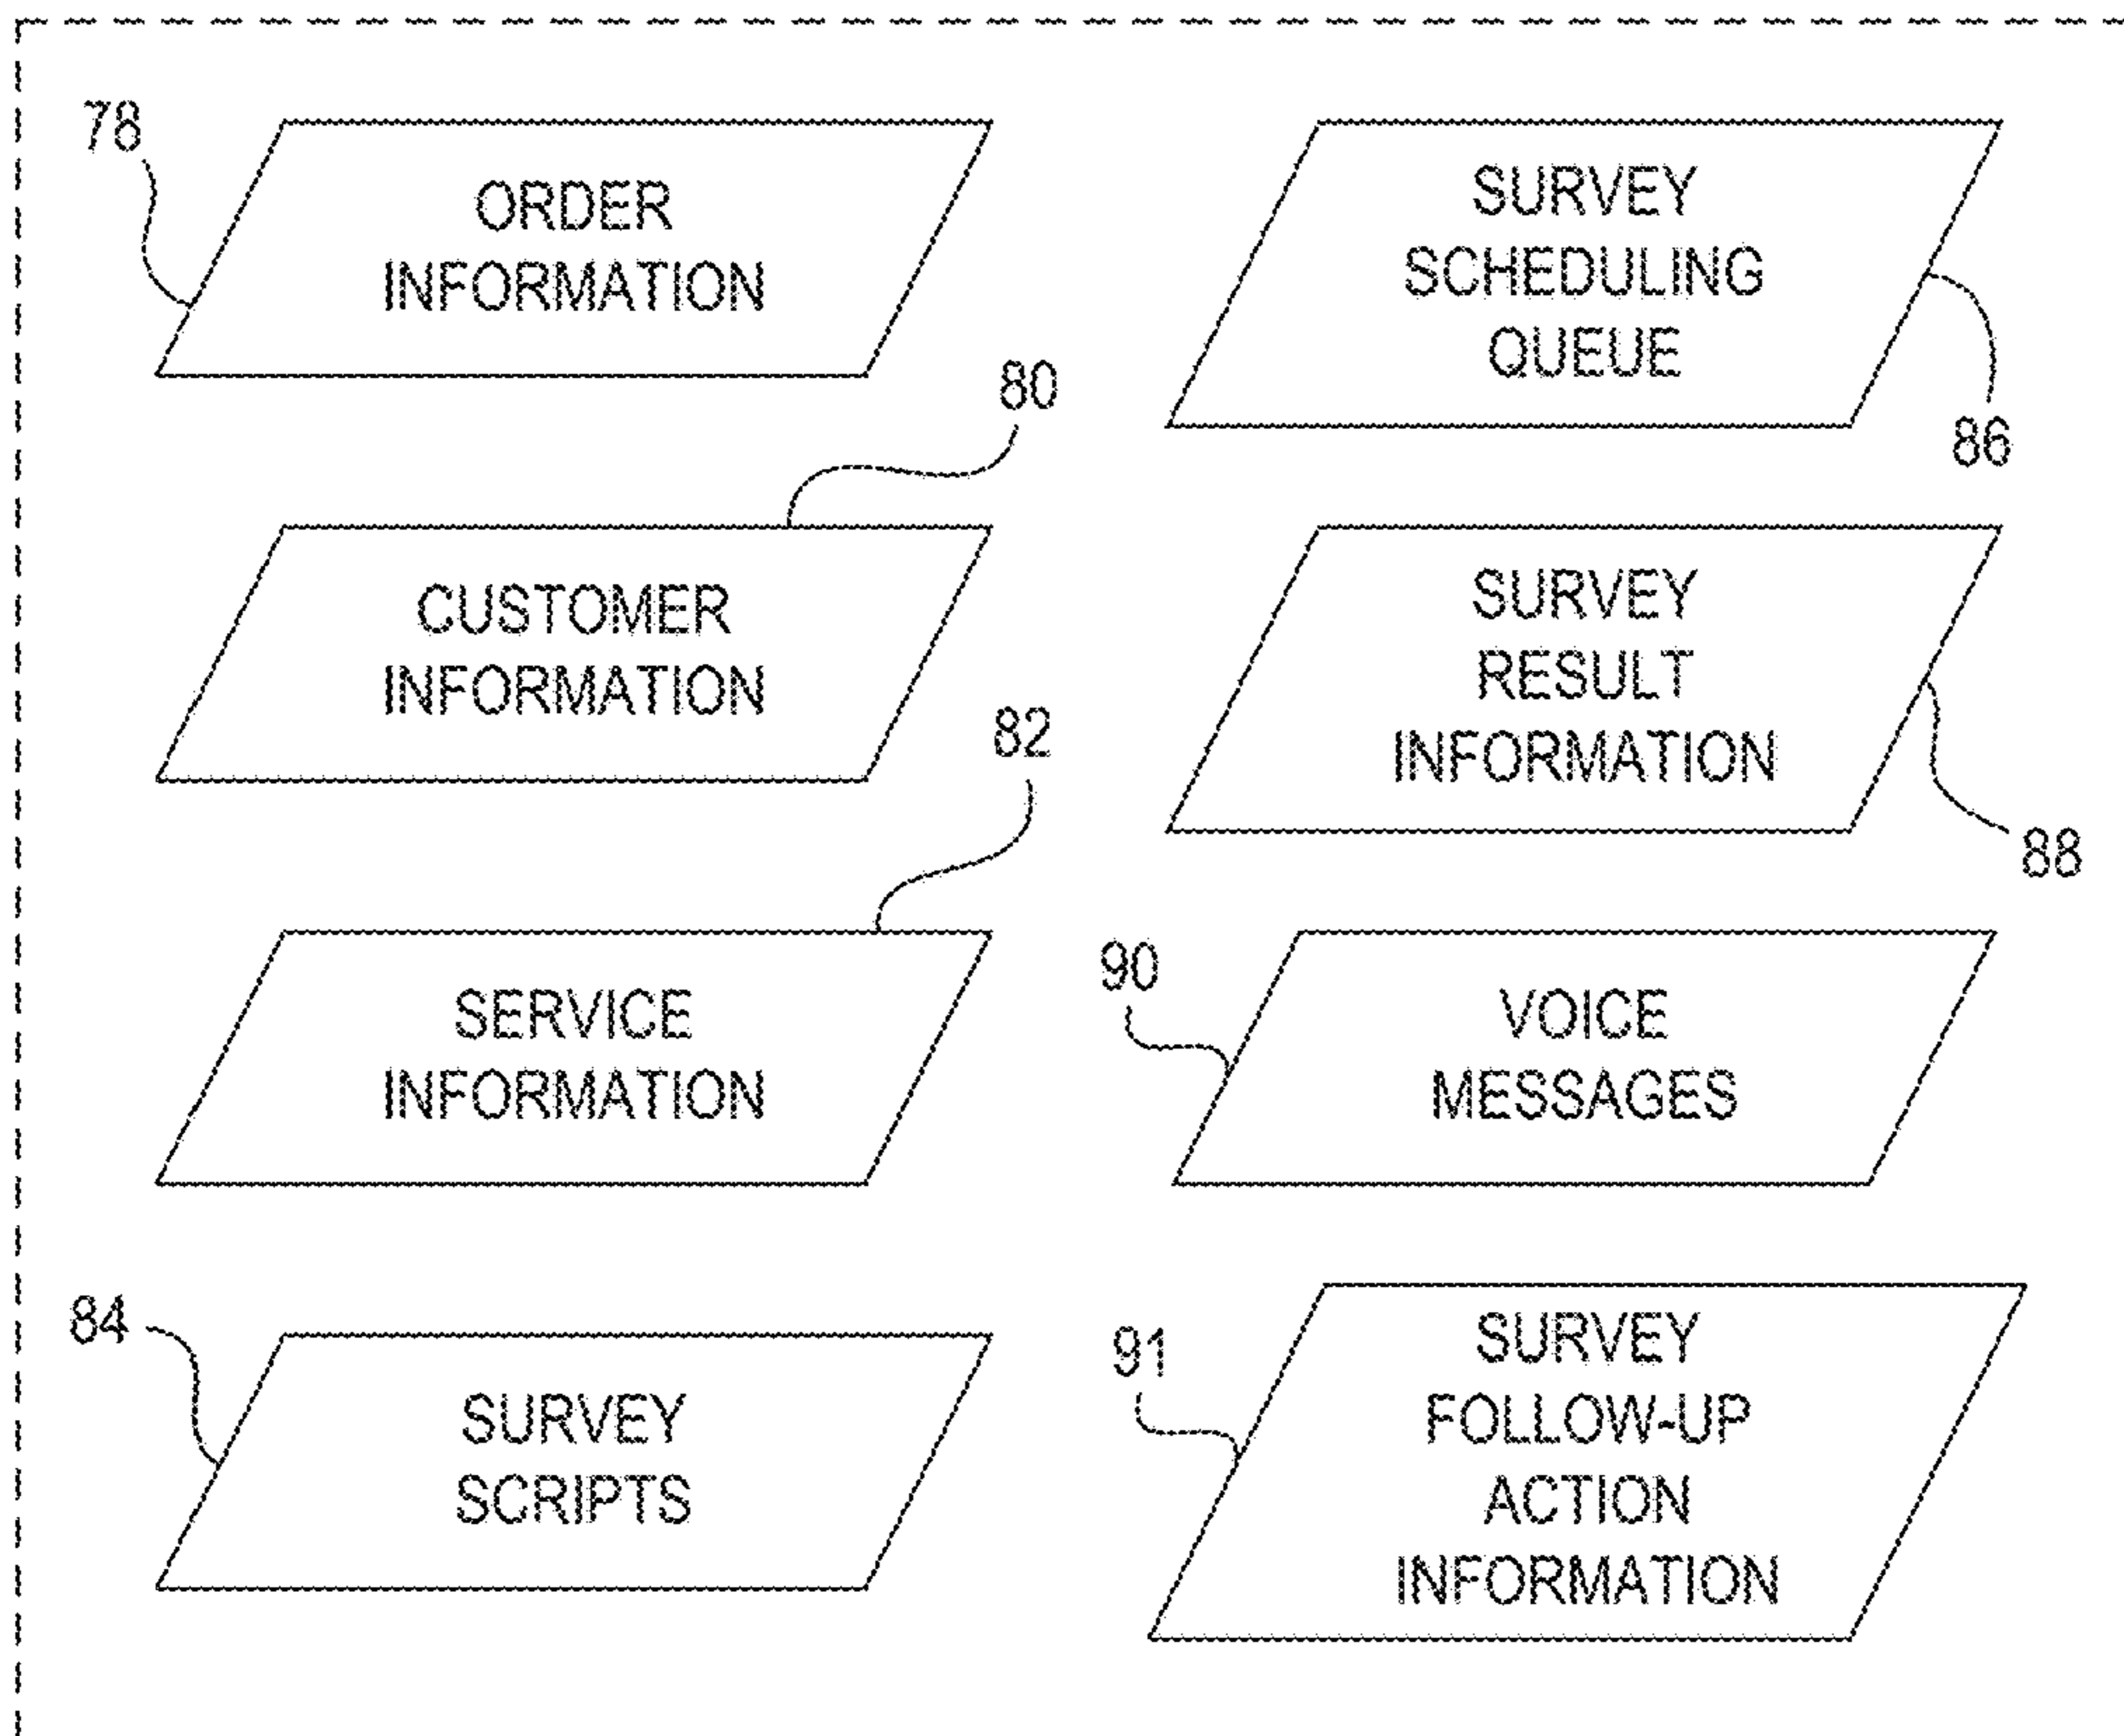 78
ORDER
INFORMATION
80
CUSTOMER
INFORMATION
82
SERVICE
INFORMATION
84
SURVEY
SCRIPTS
SURVEY
SCHEDULING
QUEUE
86
SURVEY
RESULT
INFORMATION
88
90
VOICE
MESSAGES
91
SURVEY
FOLLOW-UP
ACTION
INFORMATION